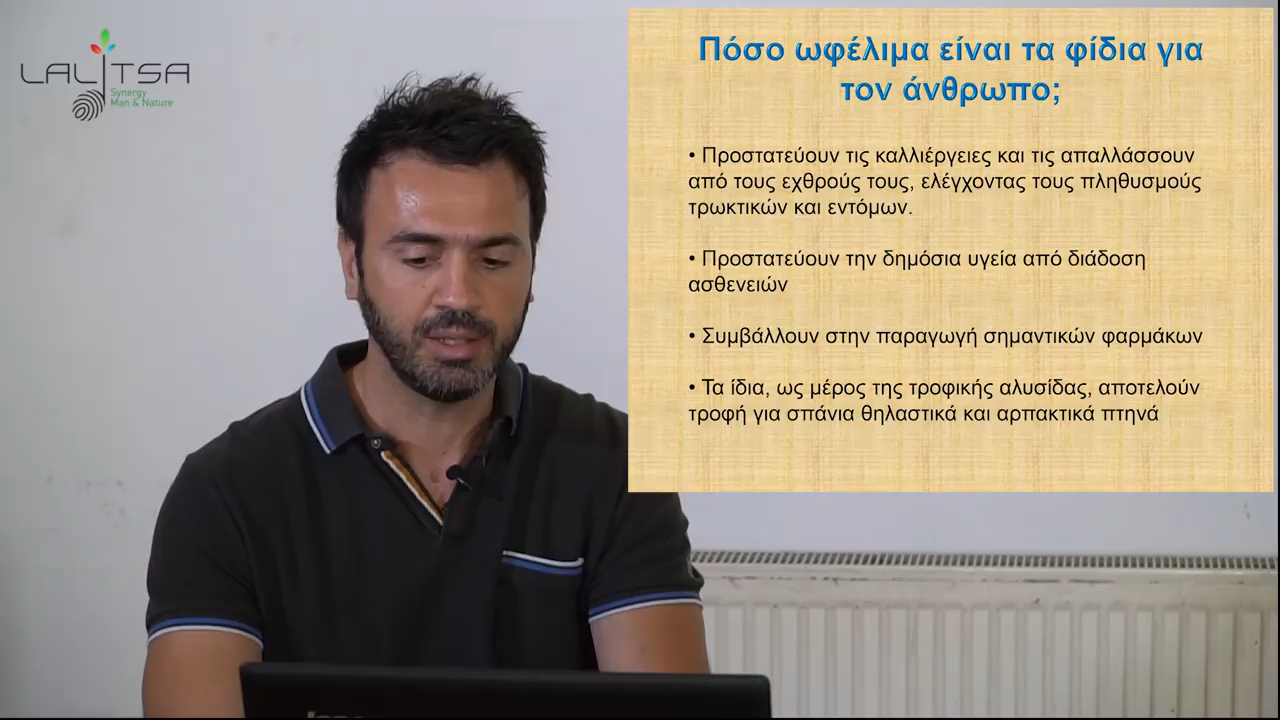 LALITSA
Synergy
Man & Nature
Πόσο ωφέλιμα είναι τα φίδια για
τον άνθρωπο;
• Προστατεύουν τις καλλιέργειες και τις απαλλάσσουν
από τους εχθρούς τους, ελέγχοντας τους πληθυσμούς
τρωκτικών και εντόμων.
• Προστατεύουν την δημόσια υγεία από διάδοση
ασθενειών
• Συμβάλλουν στην παραγωγή σημαντικών φαρμάκων
• Τα ίδια, ως μέρος της τροφικής αλυσίδας, αποτελούν
τροφή για σπάνια θηλαστικά και αρπακτικά πτηνά